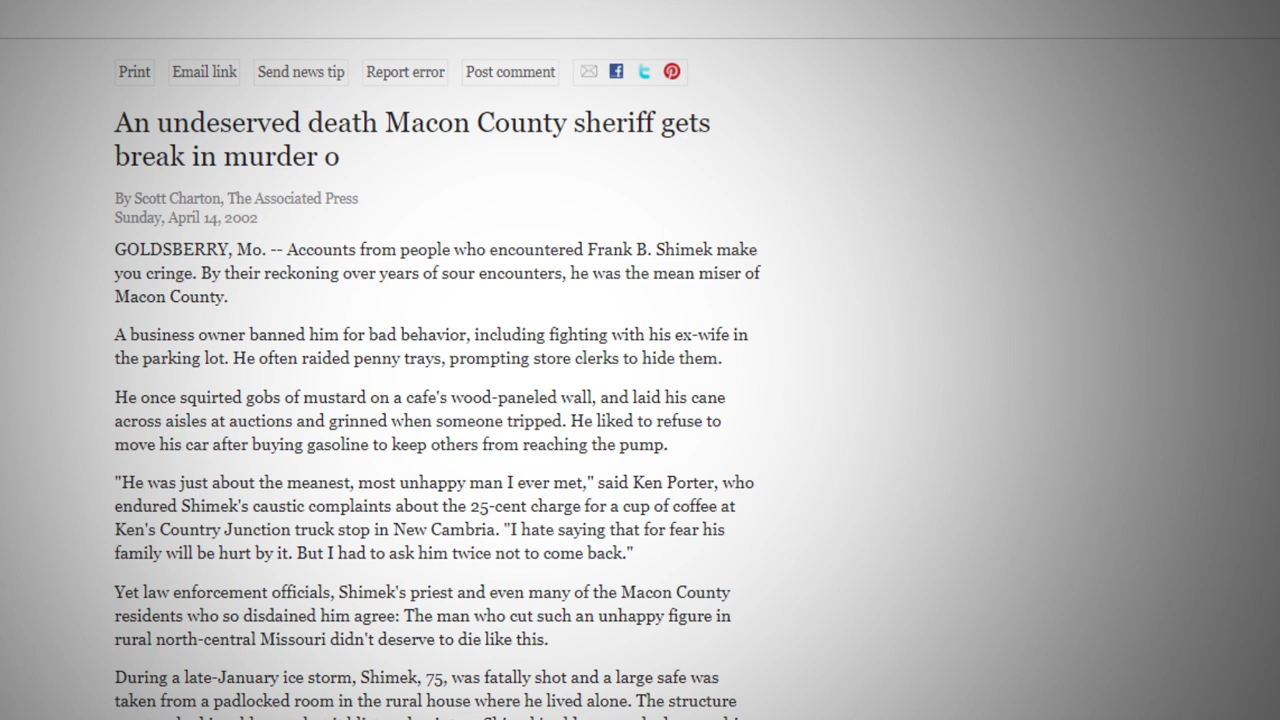 Print Email link Send news tip Report error Post comment
An undeserved death Macon County sheriff gets
break in murder o
By Scott Charton, The Associated Press
Sunday, April 14, 2002
GOLDSBERRY, Mo. -- Accounts from people who encountered Frank B. Shimek make
you cringe. By their reckoning over years of sour encounters, he was the mean miser of
Macon County.
A business owner banned him for bad behavior, including fighting with his ex-wife in
the parking lot. He often raided penny trays, prompting store clerks to hide them.
He once squirted gobs of mustard on a cafe's wood-paneled wall, and laid his cane
across aisles at auctions and grinned when someone tripped. He liked to refuse to
move his car after buying gasoline to keep others from reaching the pump.
"He was just about the meanest, most unhappy man I ever met," said Ken Porter, who
endured Shimek's caustic complaints about the 25-cent charge for a cup of coffee at
Ken's Country Junction truck stop in New Cambria. "I hate saying that for fear his
family will be hurt by it. But I had to ask him twice not to come back."
Yet law enforcement officials, Shimek's priest and even many of the Macon County
residents who so disdained him agree: The man who cut such an unhappy figure in
rural north-central Missouri didn't deserve to die like this.
During a late-January ice storm, Shimek, 75, was fatally shot and a large safe was
taken from a padlocked room in the rural house where he lived alone. The structure